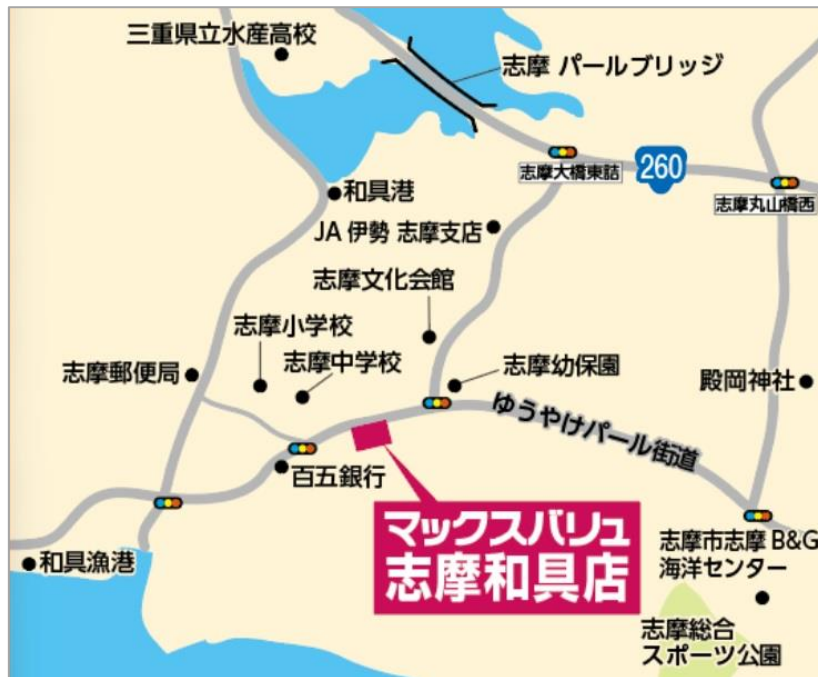 三重県立水産高校
志摩 パールブリッジ
志摩大橋東詰
260
志摩丸山橋西
和具港
JA 伊勢 志摩支店
志摩文化会館
志摩小学校
志摩中学校
志摩郵便局
志摩幼保園
殿岡神社
ゆうやけパール街道
百五銀行
マックスバリュ
志摩和具店
和具漁港
志摩市志摩 B&G
海洋センター
志摩総合
スポーツ公園